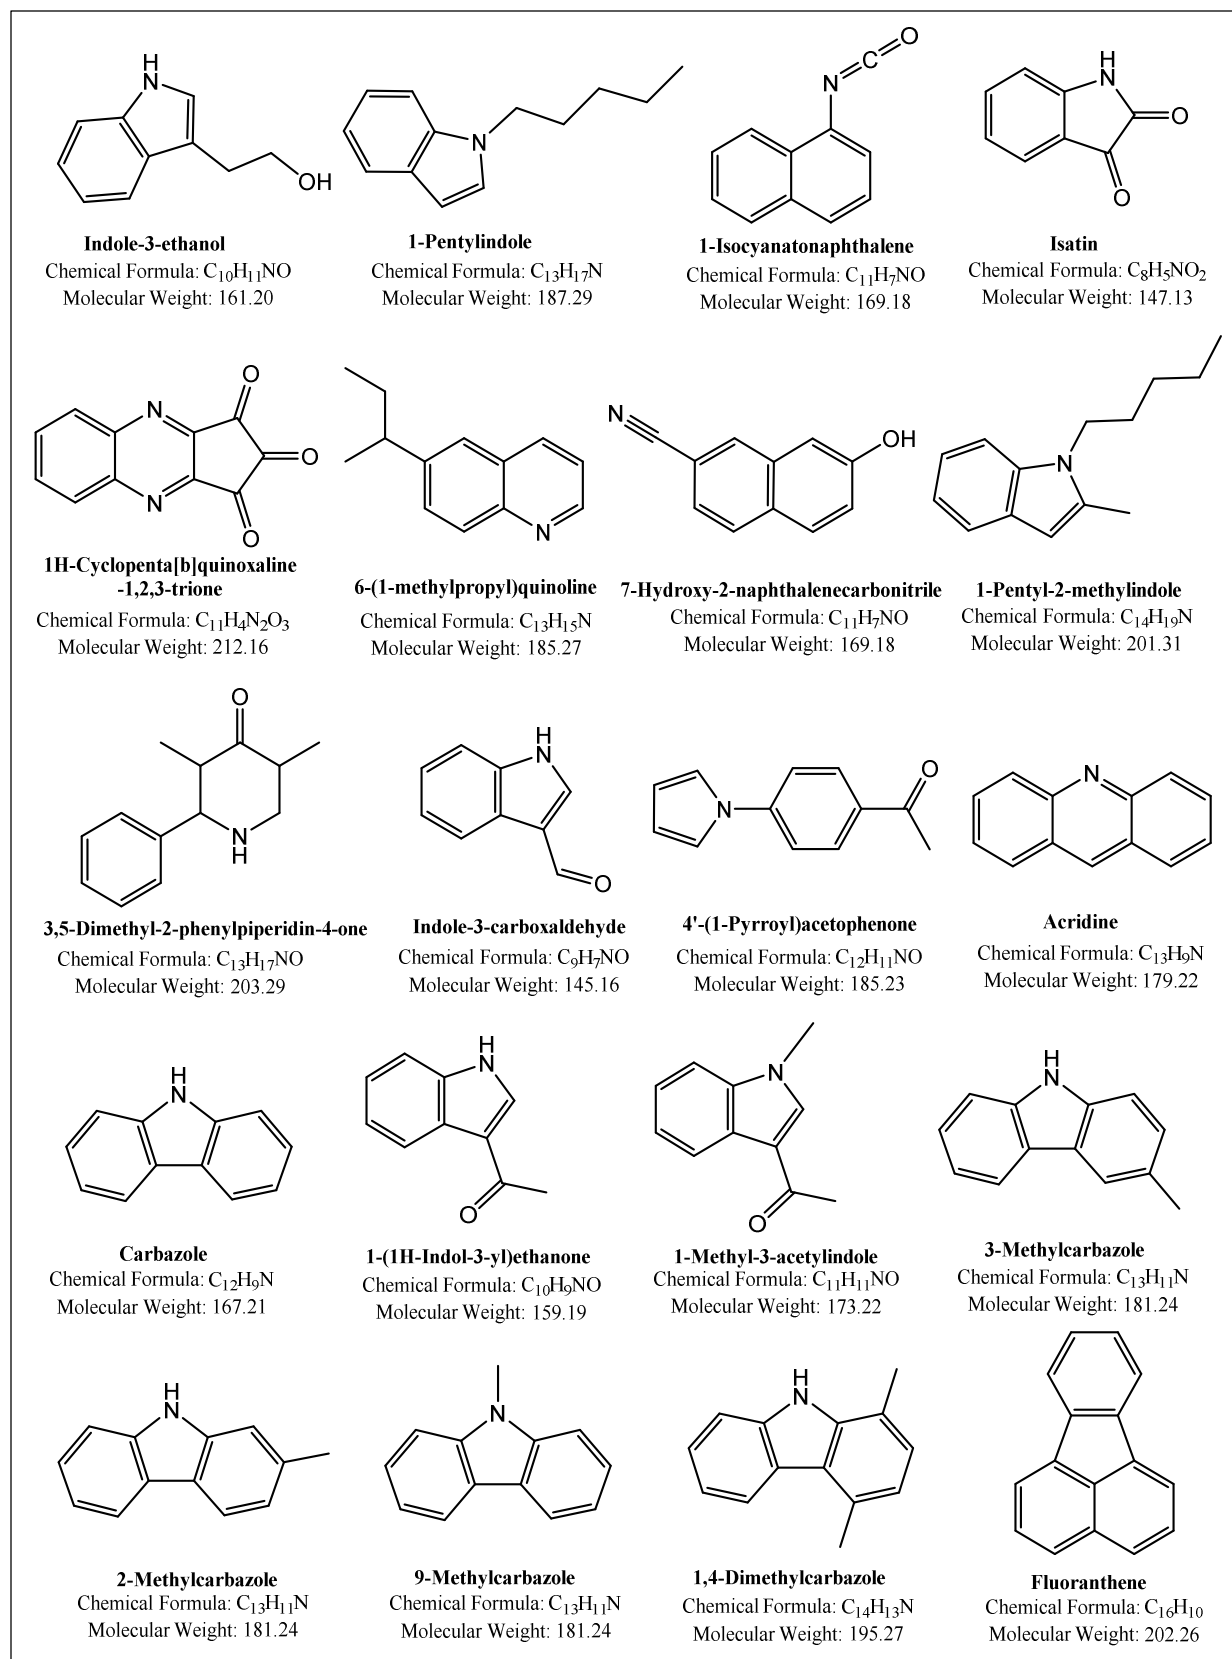 H
N
OH
Indole-3-ethanol
Chemical Formula: C10H11NO
Molecular Weight: 161.20
N
1-Pentylindole
Chemical Formula: C13H17N
Molecular Weight: 187.29
O
C
N
1-Isocyanatonaphthalene
Chemical Formula: C11H7NO
Molecular Weight: 169.18
H
N
O
O
Isatin
Chemical Formula: C8H5NO2
Molecular Weight: 147.13
O
N
O
N
O
1H-Cyclopenta[b]quinoxaline
-1,2,3-trione
Chemical Formula: C11H4N2O3
Molecular Weight: 212.16
N
6-(1-methylpropyl)quinoline
Chemical Formula: C13H15N
Molecular Weight: 185.27
N
OH
7-Hydroxy-2-naphthalenecarbonitrile
Chemical Formula: C11H7NO
Molecular Weight: 169.18
N
1-Pentyl-2-methylindole
Chemical Formula: C14H19N
Molecular Weight: 201.31
O
N
H
3,5-Dimethyl-2-phenylpiperidin-4-one
Chemical Formula: C13H17NO
Molecular Weight: 203.29
H
N
O
Indole-3-carboxaldehyde
Chemical Formula: C9H7NO
Molecular Weight: 145.16
O
N
4'-(1-Pyrroyl)acetophenone
Chemical Formula: C12H11NO
Molecular Weight: 185.23
N
Acridine
Chemical Formula: C13H9N
Molecular Weight: 179.22
H
N
Carbazole
Chemical Formula: C12H9N
Molecular Weight: 167.21
H
N
O
1-(1H-Indol-3-yl)ethanone
Chemical Formula: C10H9NO
Molecular Weight: 159.19
N
O
1-Methyl-3-acetylindole
Chemical Formula: C11H11NO
Molecular Weight: 173.22
H
N
3-Methylcarbazole
Chemical Formula: C13H11N
Molecular Weight: 181.24
H
N
2-Methylcarbazole
Chemical Formula: C13H11N
Molecular Weight: 181.24
N
9-Methylcarbazole
Chemical Formula: C13H11N
Molecular Weight: 181.24
H
N
1,4-Dimethylcarbazole
Chemical Formula: C14H13N
Molecular Weight: 195.27
Fluoranthene
Chemical Formula: C16H10
Molecular Weight: 202.26